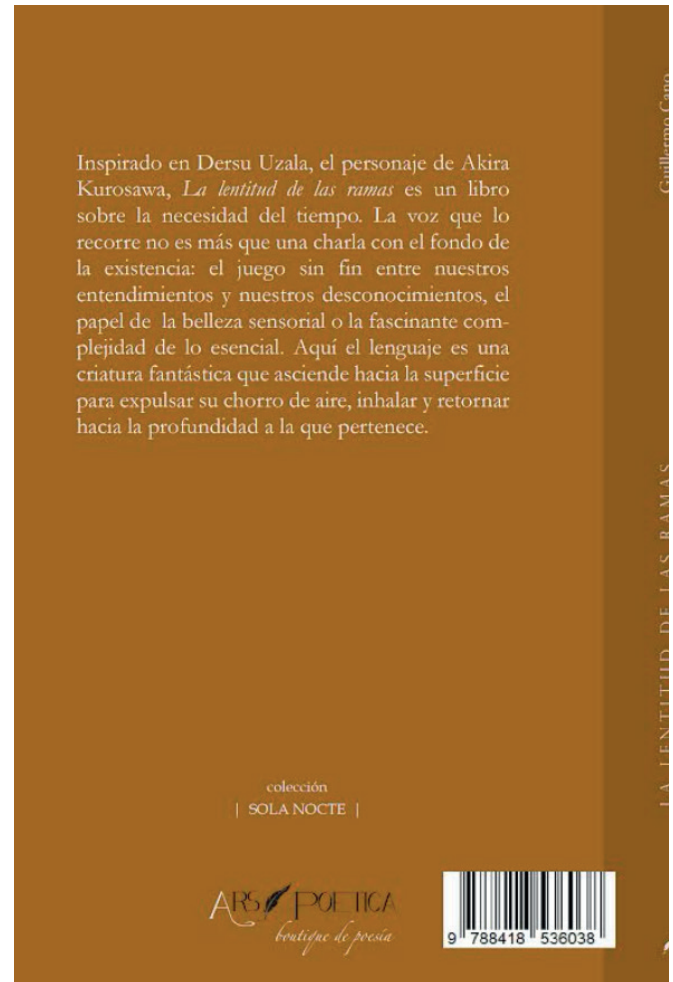 Inspirado en Dersu Uzala, el personaje de Akira
Kurosawa, La lentitud de las ramas es un libro
sobre la necesidad del tiempo. La voz que lo
recorre no es más que una charla con el fondo de
la existencia: el juego sin fin entre nuestros
entendimientos y nuestros desconocimientos, el
papel de la belleza sensorial o la fascinante com-
plejidad de lo esencial. Aquí el lenguaje es una
criatura fantástica que asciende hacia la superficie
para expulsar su chorro de aire, inhalar y retornar
hacia la profundidad a la que pertenece.
colección
| SOLA NOCTE |
ARS POETICA
boutique de poesía
9 788418 536038
Guillermo Cano
LA LENTITUD DE LAS RAMAS